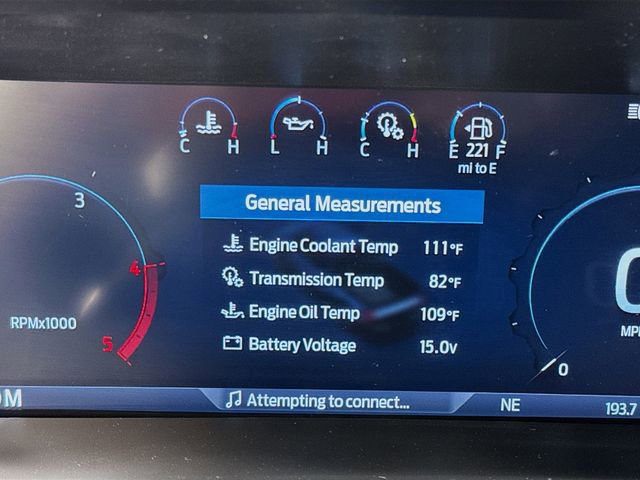 C H L H C H E 221 F
mi to E
General Measurements
3
Engine Coolant Temp 111°F
4
Transmission Temp 82°F
Engine Oil Temp 109°F
RPMx1000
5
Battery Voltage 15.0v
0
Attempting to connect...
NE
193.7